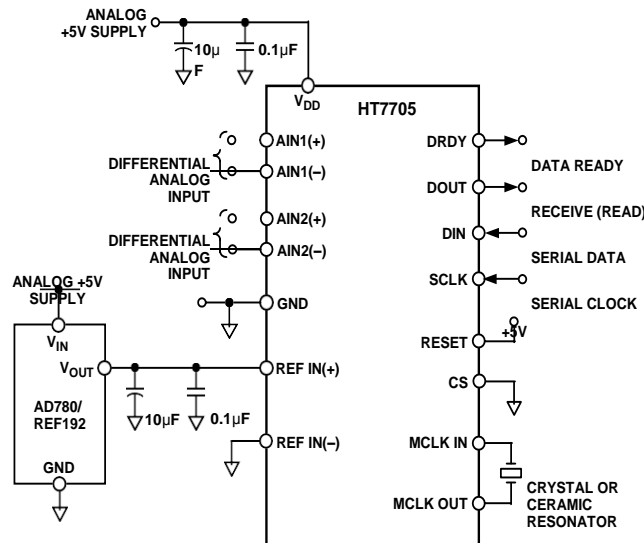 ANALOG
+5V SUPPLY
10µ
F
0.1µF
VDD
HT7705
AIN1(+)
DRDY
DIFFERENTIAL
ANALOG
INPUT
AIN1(–)
DATA READY
DOUT
AIN2(+)
RECEIVE (READ)
DIN
DIFFERENTIAL
ANALOG
INPUT
AIN2(–)
SERIAL DATA
SCLK
ANALOG +5V
SUPPLY
GND
SERIAL CLOCK
+5V
VIN
RESET
VOUT
REF IN(+)
CS
AD780/
REF192
10µF
0.1µF
REF IN(–)
MCLK IN
GND
CRYSTAL OR
CERAMIC
RESONATOR
MCLK OUT